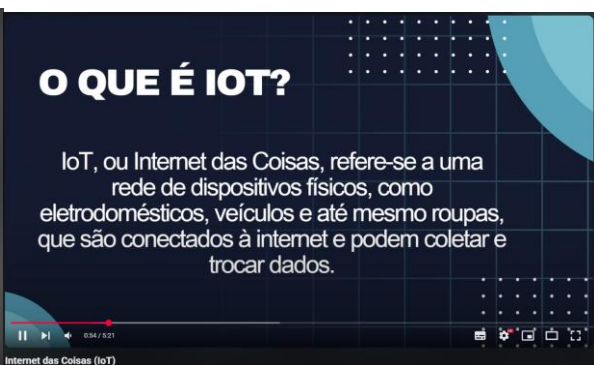 O QUE É IOT?
IoT, ou Internet das Coisas, refere-se a uma
rede de dispositivos físicos, como
eletrodomésticos, veículos e até mesmo roupas,
que são conectados à internet e podem coletar e
trocar dados.
0:54 / 5:21
Internet das Coisas (IoT)